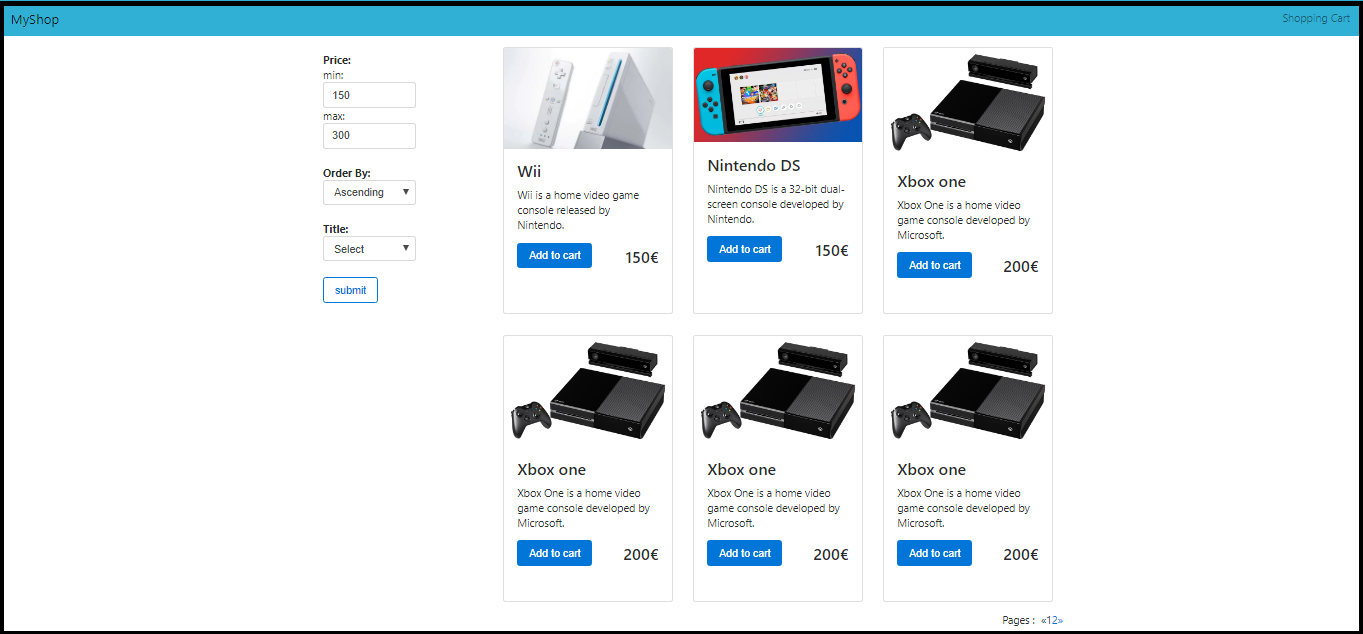 MyShop
Shopping Cart
Price:
min:
150
max:
300
Order By:
Ascending
Title:
Select
submit
Wii
Wii is a home video game
console released by
Nintendo.
Add to cart
150€
Nintendo DS
Nintendo DS is a 32-bit dual-
screen console developed by
Nintendo.
Add to cart
150€
Xbox one
Xbox One is a home video
game console developed by
Microsoft.
Add to cart
200€
Xbox one
Xbox One is a home video
game console developed by
Microsoft.
Add to cart
200€
Xbox one
Xbox One is a home video
game console developed by
Microsoft.
Add to cart
200€
Xbox one
Xbox One is a home video
game console developed by
Microsoft.
Add to cart
200€
Pages : «12»